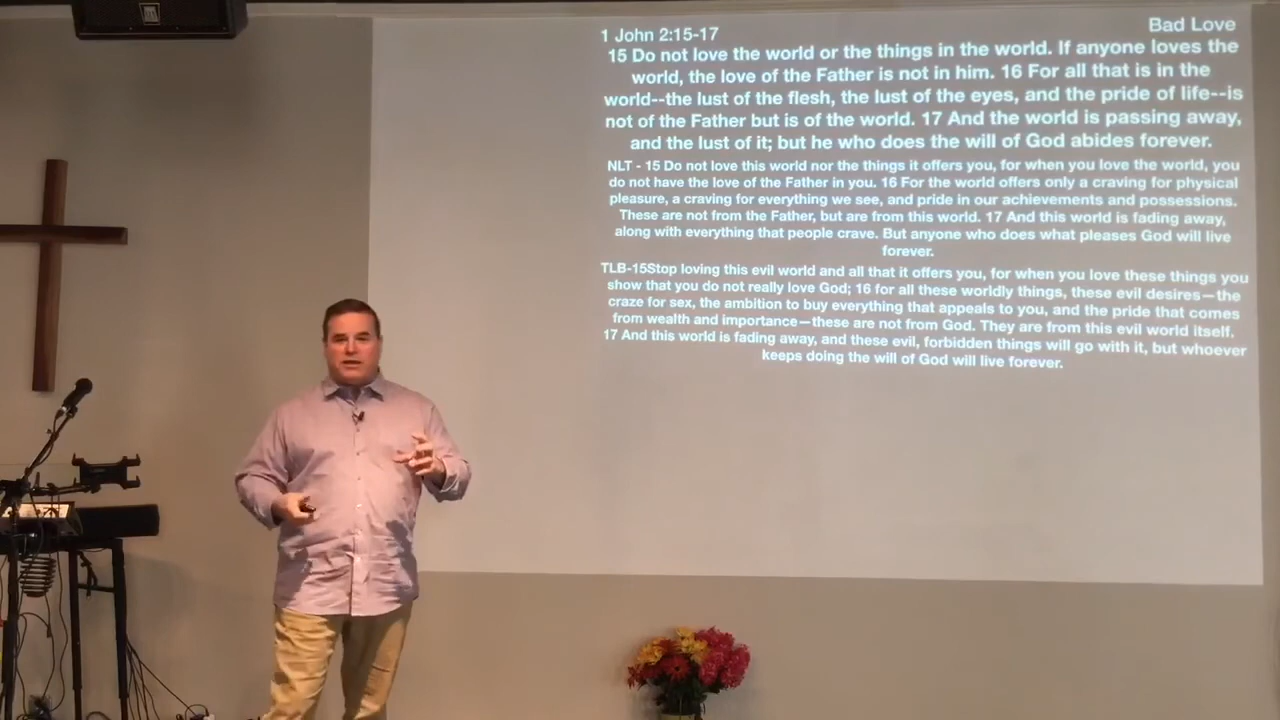 1 John 2:15-17
Bad Love
15 Do not love the world or the things in the world. If anyone loves the
world, the love of the Father is not in him. 16 For all that is in the
world--the lust of the flesh, the lust of the eyes, and the pride of life--is
not of the Father but is of the world. 17 And the world is passing away,
and the lust of it; but he who does the will of God abides forever.
NLT - 15 Do not love this world nor the things it offers you, for when you love the world, you
do not have the love of the Father in you. 16 For the world offers only a craving for physical
pleasure, a craving for everything we see, and pride in our achievements and possessions.
These are not from the Father, but are from this world. 17 And this world is fading away,
along with everything that people crave. But anyone who does what pleases God will live
forever.
TLB-15Stop loving this evil world and all that it offers you, for when you love these things you
show that you do not really love God; 16 for all these worldly things, these evil desires—the
craze for sex, the ambition to buy everything that appeals to you, and the pride that comes
from wealth and importance—these are not from God. They are from this evil world itself.
17 And this world is fading away, and these evil, forbidden things will go with it, but whoever
keeps doing the will of God will live forever.